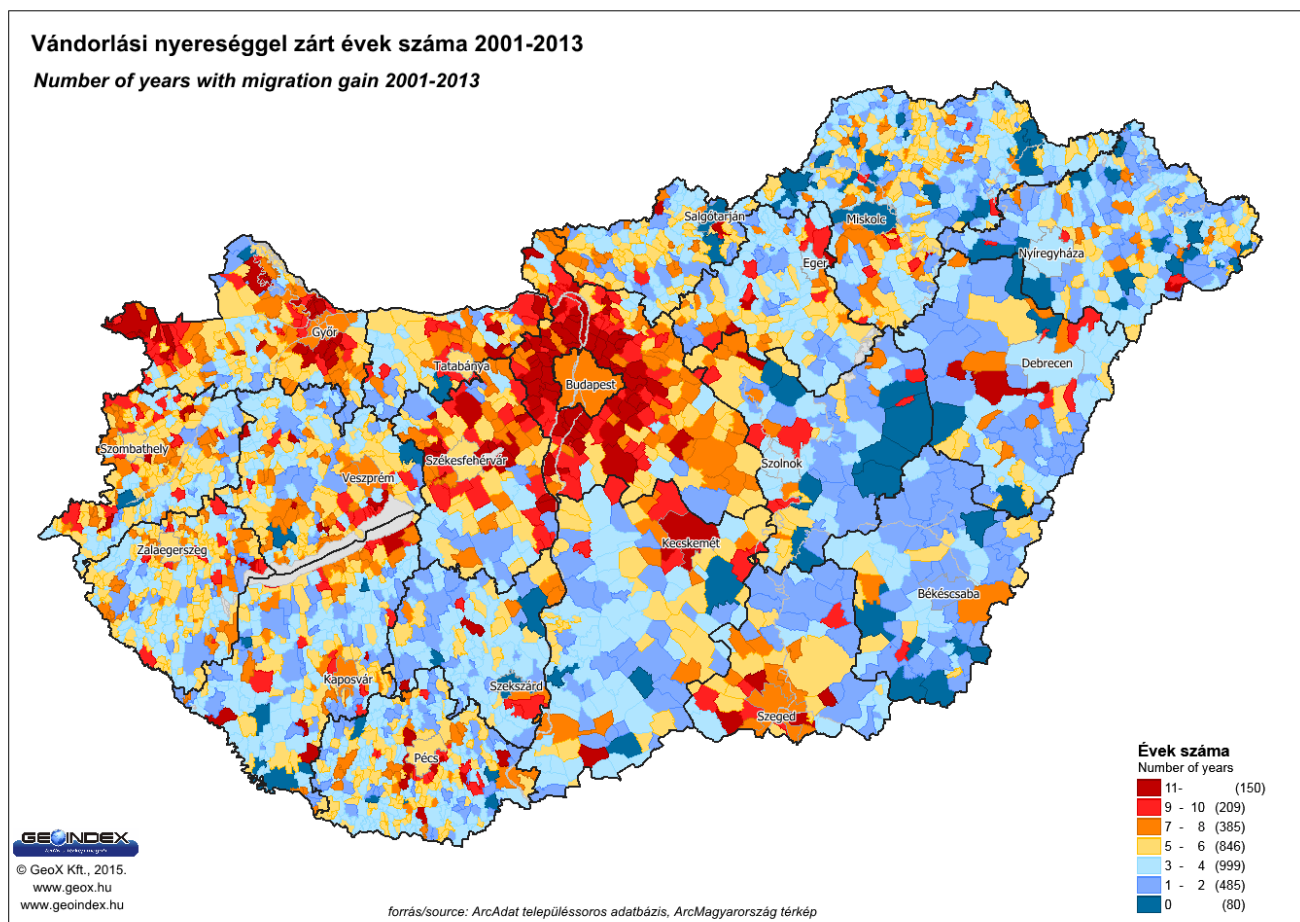 Vándorlási nyereséggel zárt évek száma 2001-2013
Number of years with migration gain 2001-2013
Salgótarján
Miskolc
Eger
Nyíregyháza
Győr
Tatabánya
Budapest
Debrecen
Szombathely
Székesfehérvár
Szolnok
Veszprém
Zalaegerszeg
Kecskemét
Békéscsaba
Kaposvár
Szekszárd
Szeged
Pécs
Évek száma
Number of years
11- (150)
9 - 10 (209)
7 - 8 (385)
5 - 6 (846)
3 - 4 (999)
1 - 2 (485)
0 (80)
GEOINDEX
© GeoX Kft., 2015.
www.geox.hu
www.geoindex.hu
forrás/source: ArcAdat településsoros adatbázis, ArcMagyarország térkép